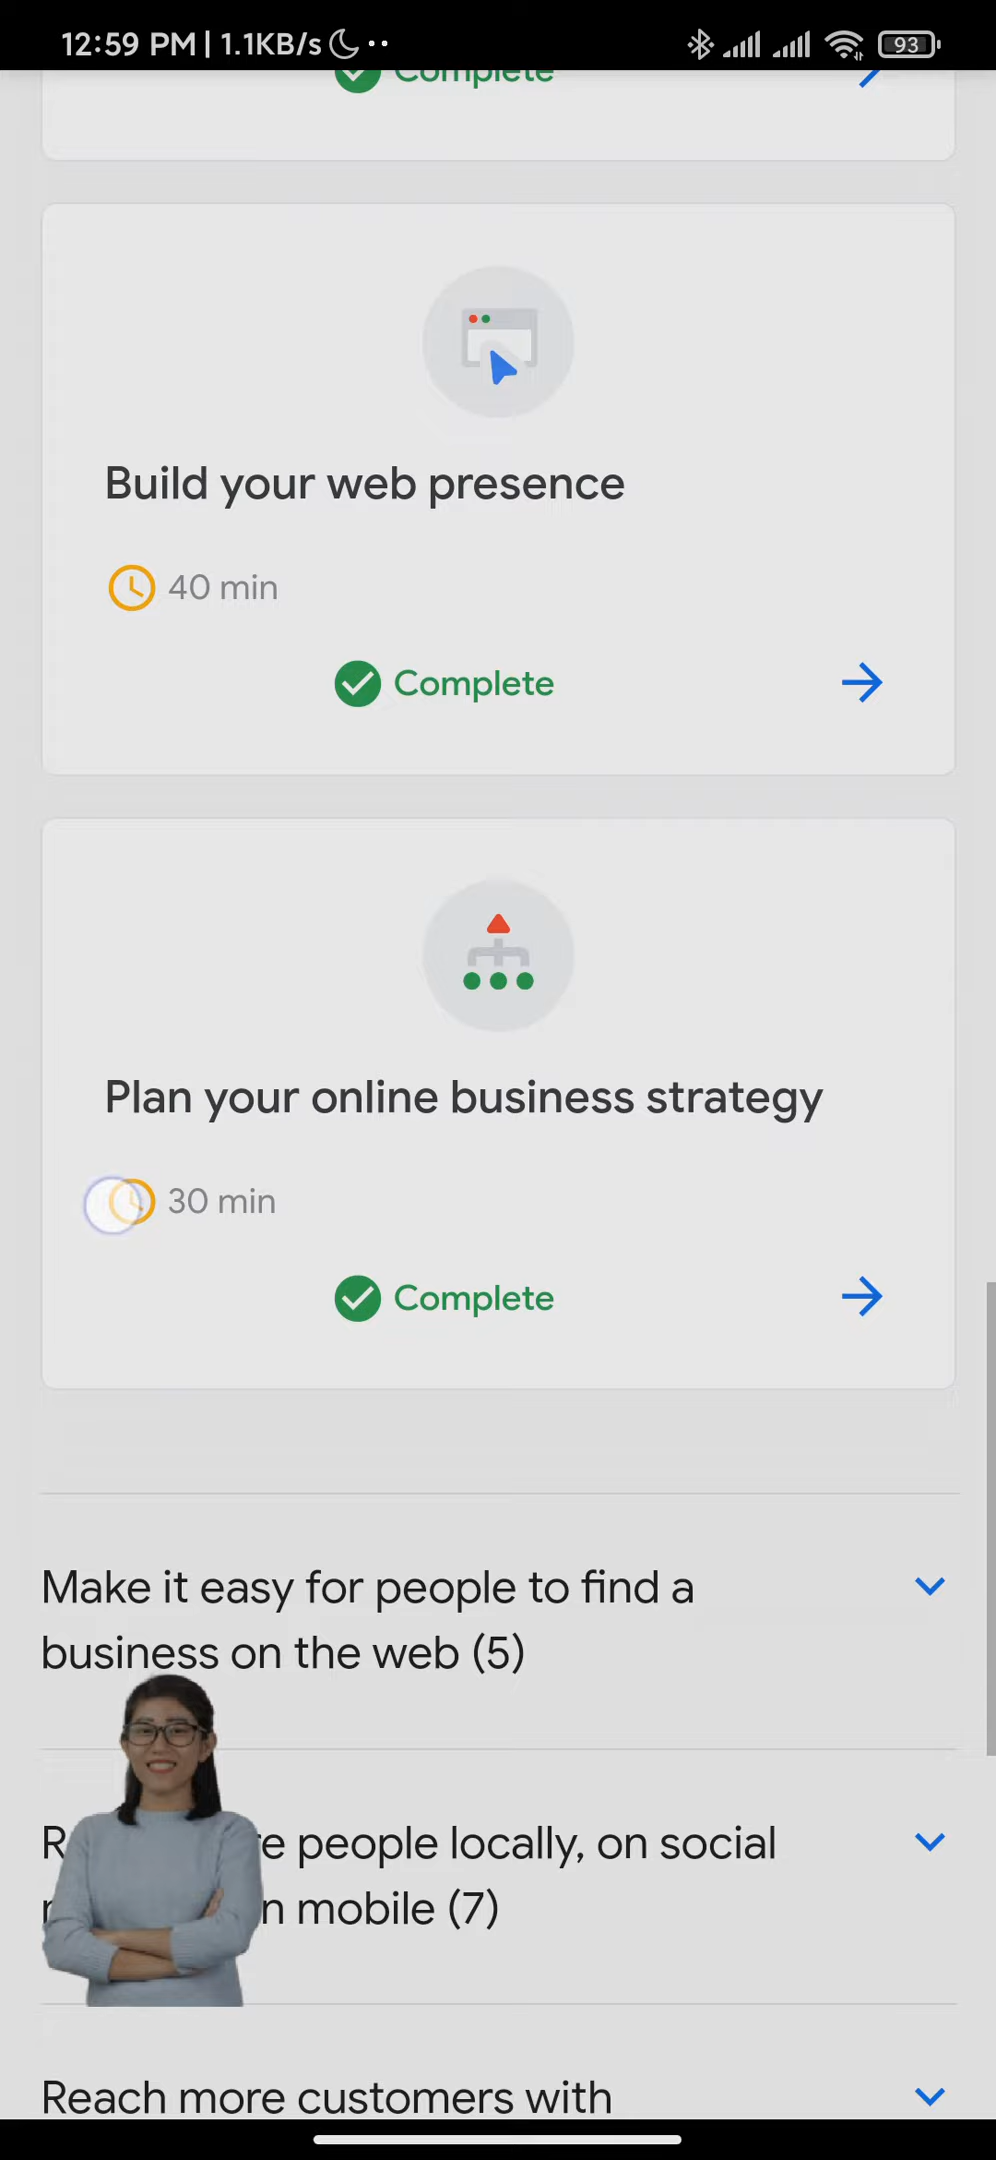 12:59 PM | 1.1KB/s
93
Complete
Build your web presence
40 min
Complete
Plan your online business strategy
30 min
Complete
Make it easy for people to find a
business on the web (5)
people locally, on social
mobile (7)
Reach more customers with